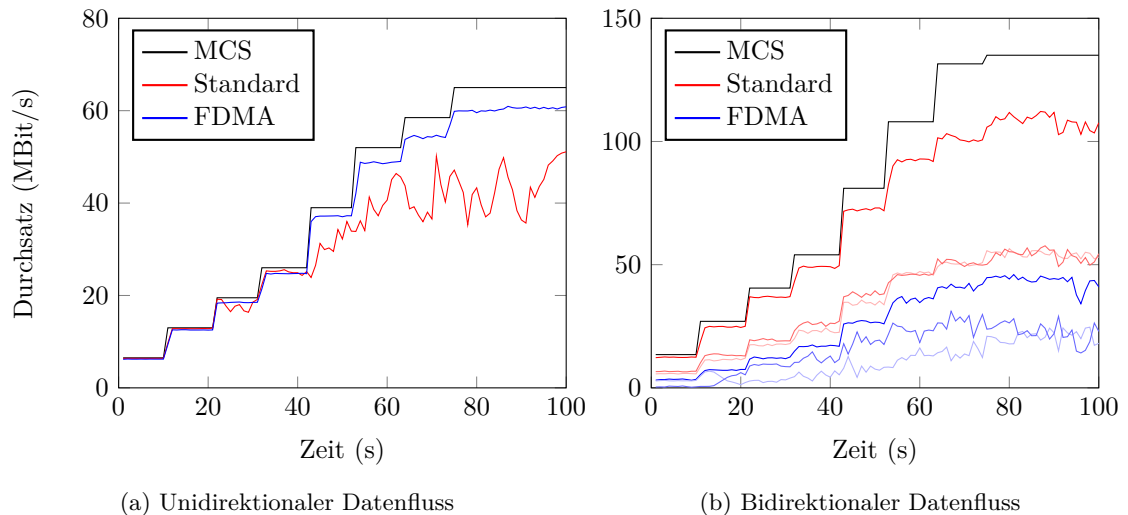 80
60
40
20
0
0
20
40
60
80
100
Zeit (s)
Durchsatz (MBit/s)
MCS
Standard
FDMA
(a) Unidirektionaler Datenfluss
150
100
50
0
0
20
40
60
80
100
Zeit (s)
MCS
Standard
FDMA
(b) Bidirektionaler Datenfluss